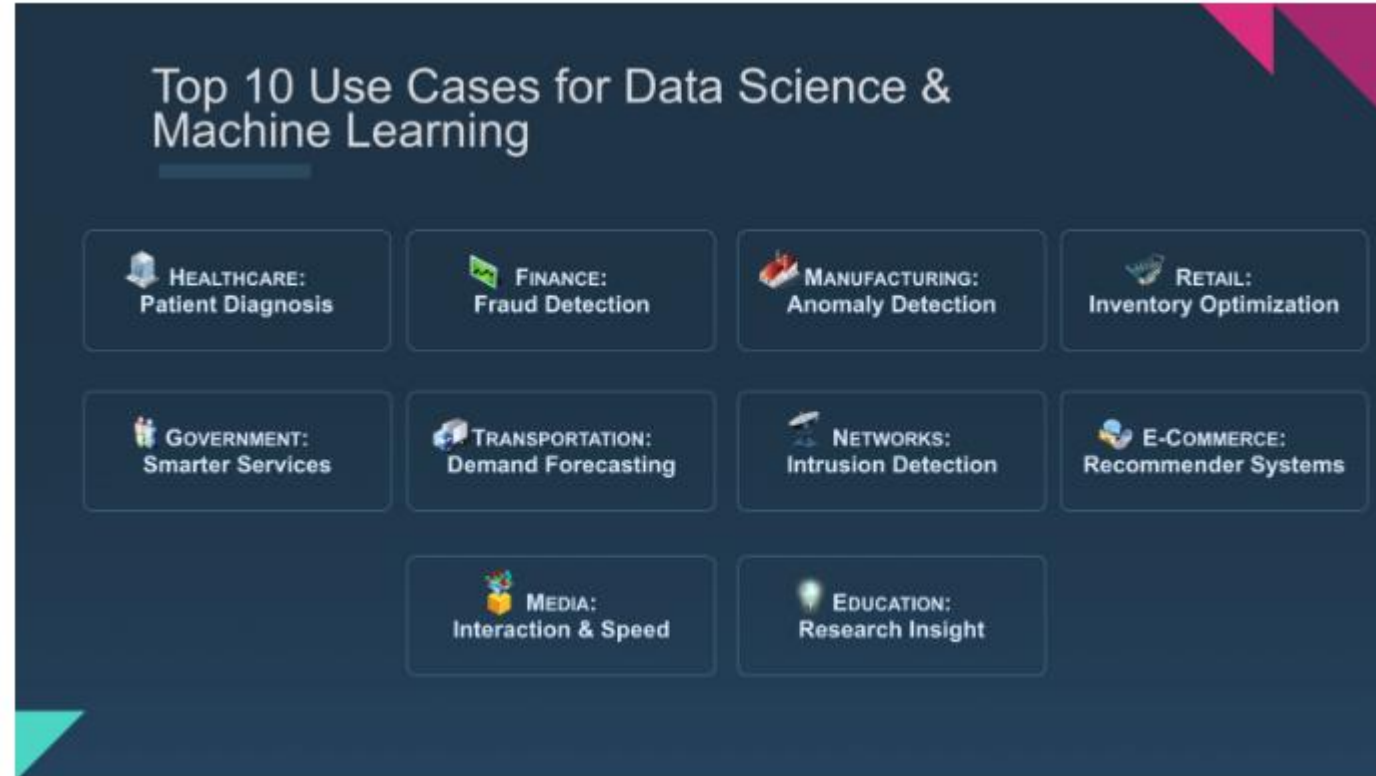 Top 10 Use Cases for Data Science &
Machine Learning
HEALTHCARE:
Patient Diagnosis
FINANCE:
Fraud Detection
MANUFACTURING:
Anomaly Detection
RETAIL:
Inventory Optimization
GOVERNMENT:
Smarter Services
TRANSPORTATION:
Demand Forecasting
NETWORKS:
Intrusion Detection
E-COMMERCE:
Recommender Systems
MEDIA:
Interaction & Speed
EDUCATION:
Research Insight